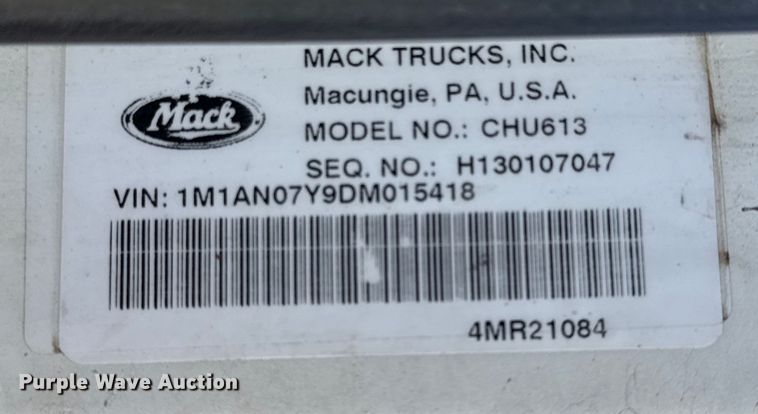 MACK TRUCKS, INC.
Macungie, PA, U.S.A.
Mack
MODEL NO.: CHU613
SEQ. NO.: H130107047
VIN: 1M1AN07Y9DM015418
4MR21084
Purple Wave Auction